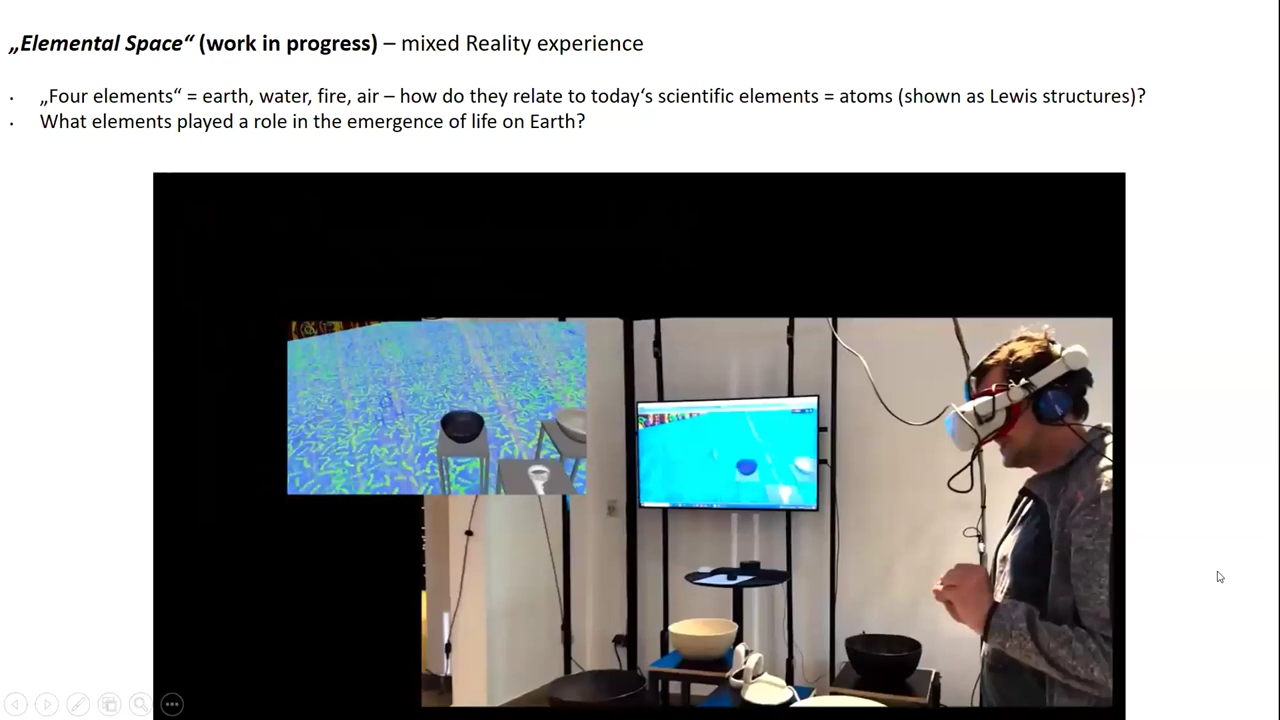 „Elemental Space“ (work in progress) – mixed Reality experience
„Four elements“ = earth, water, fire, air – how do they relate to today‘s scientific elements = atoms (shown as Lewis structures)?
What elements played a role in the emergence of life on Earth?